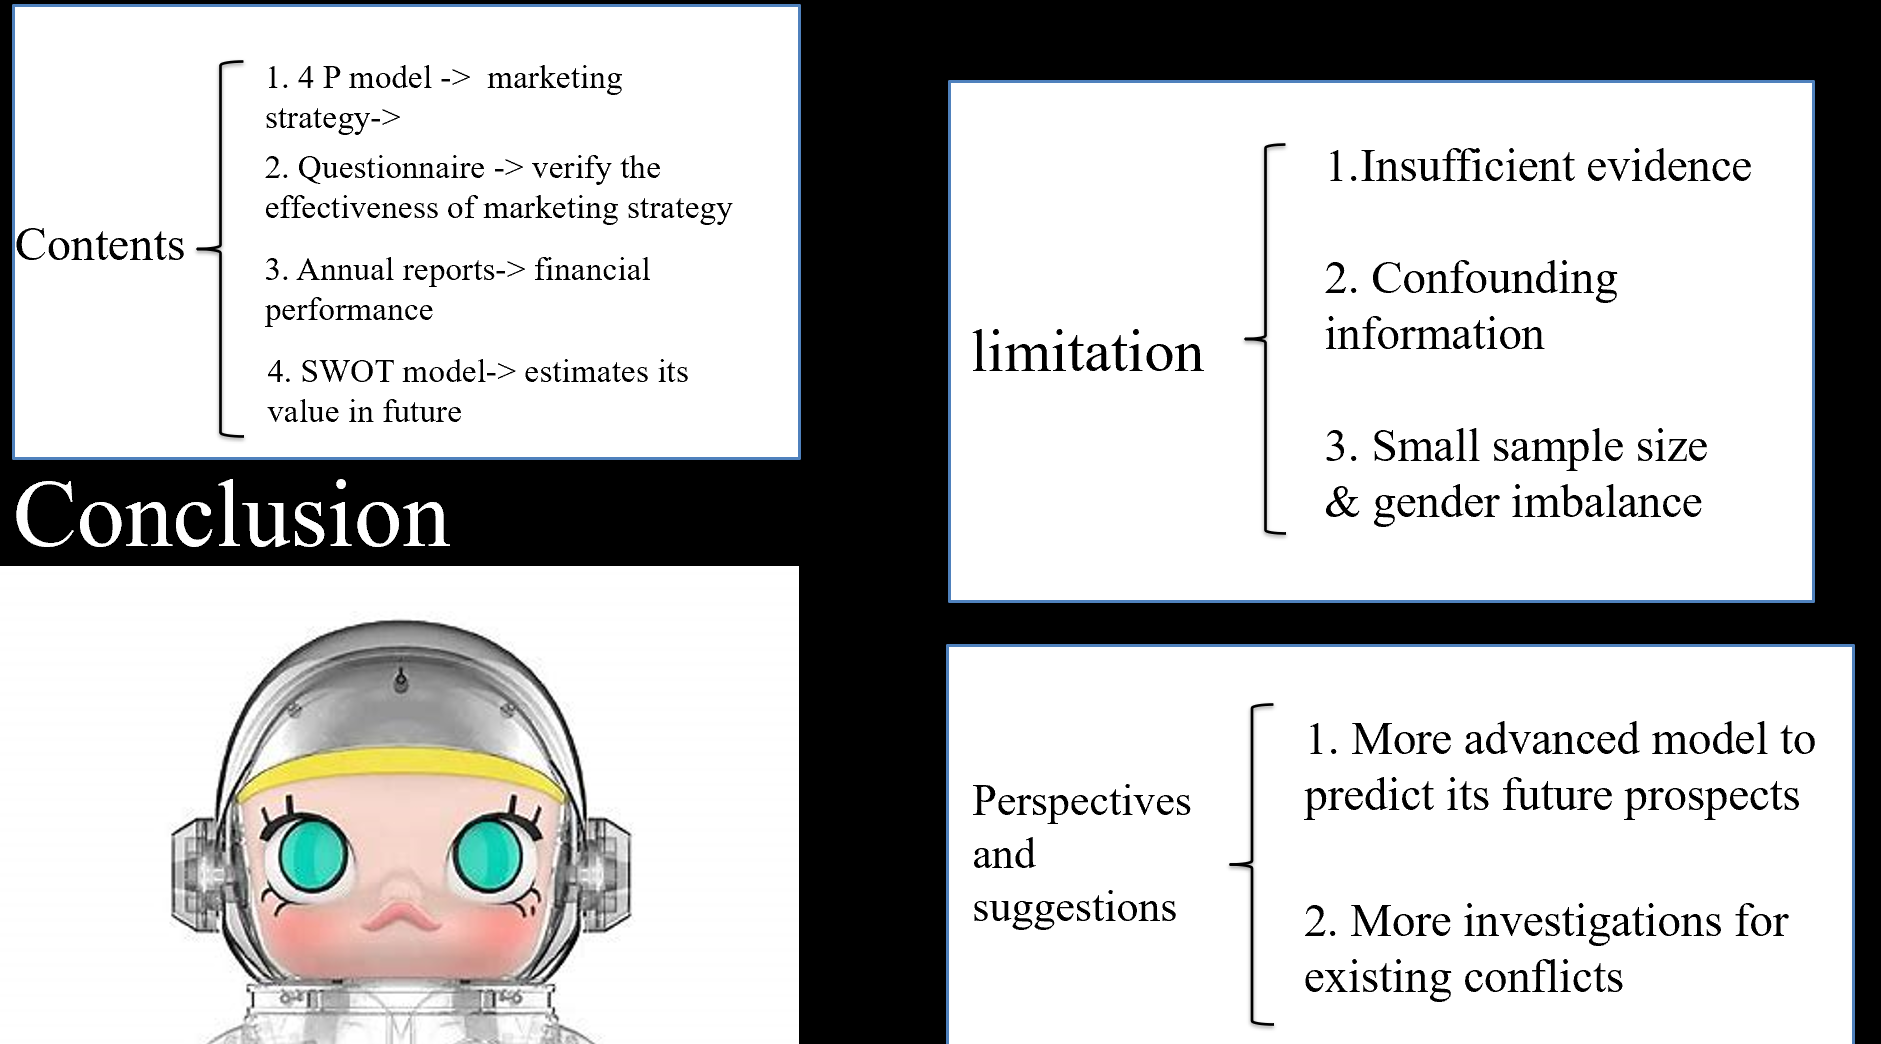 Contents
1. 4 P model ->  marketing
strategy->
2. Questionnaire -> verify the
effectiveness of marketing strategy
3. Annual reports-> financial
performance
4. SWOT model-> estimates its
value in future
Conclusion
limitation
1.Insufficient evidence
2. Confounding
information
3. Small sample size
& gender imbalance
Perspectives
and
suggestions
1. More advanced model to
predict its future prospects
2. More investigations for
existing conflicts